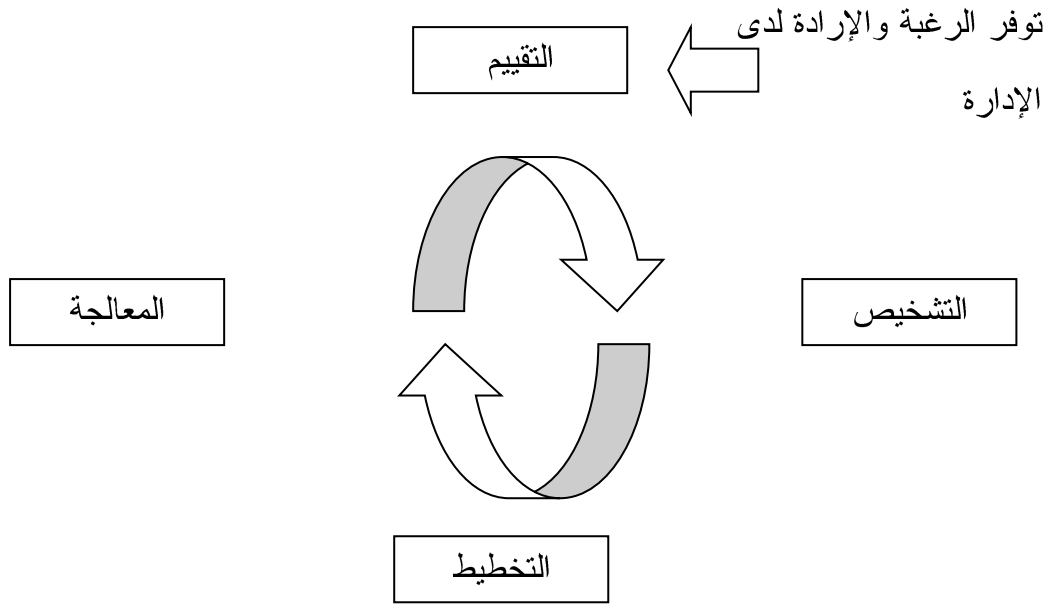 توفر الرغبة والإرادة لدى
الإدارة
التقييم
التشخيص
المعالجة
التخطيط